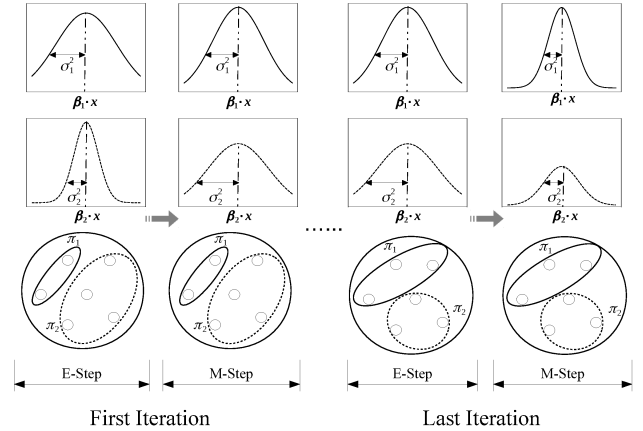 σ₁² σ₁² σ₁² σ₁²
β₁· x β₁· x β₁· x β₁· x
σ₂² σ₂² σ₂² σ₂²
β₂· x β₂· x β₂· x β₂· x
......
π₁ π₁ π₁ π₁
π₂ π₂ π₂ π₂
E-Step M-Step E-Step M-Step
First Iteration Last Iteration